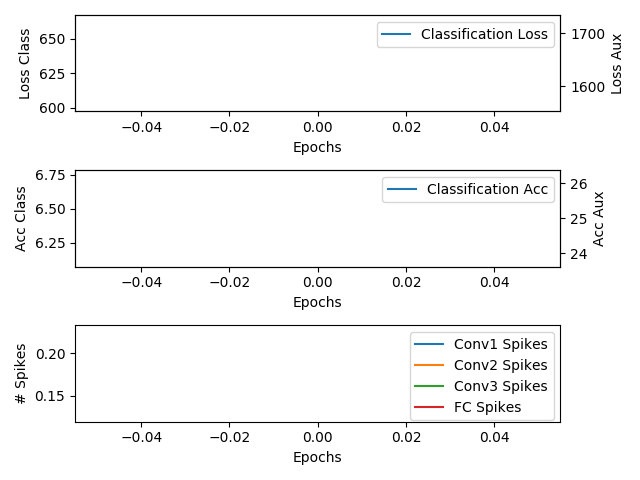 Loss Class
650
625
600
Classification Loss
1700
1600
Loss Aux
−0.04 −0.02 0.00 0.02 0.04
Epochs
Acc Class
6.75
6.50
6.25
Classification Acc
26
25
24
Acc Aux
−0.04 −0.02 0.00 0.02 0.04
Epochs
# Spikes
0.20
0.15
Conv1 Spikes
Conv2 Spikes
Conv3 Spikes
FC Spikes
−0.04 −0.02 0.00 0.02 0.04
Epochs